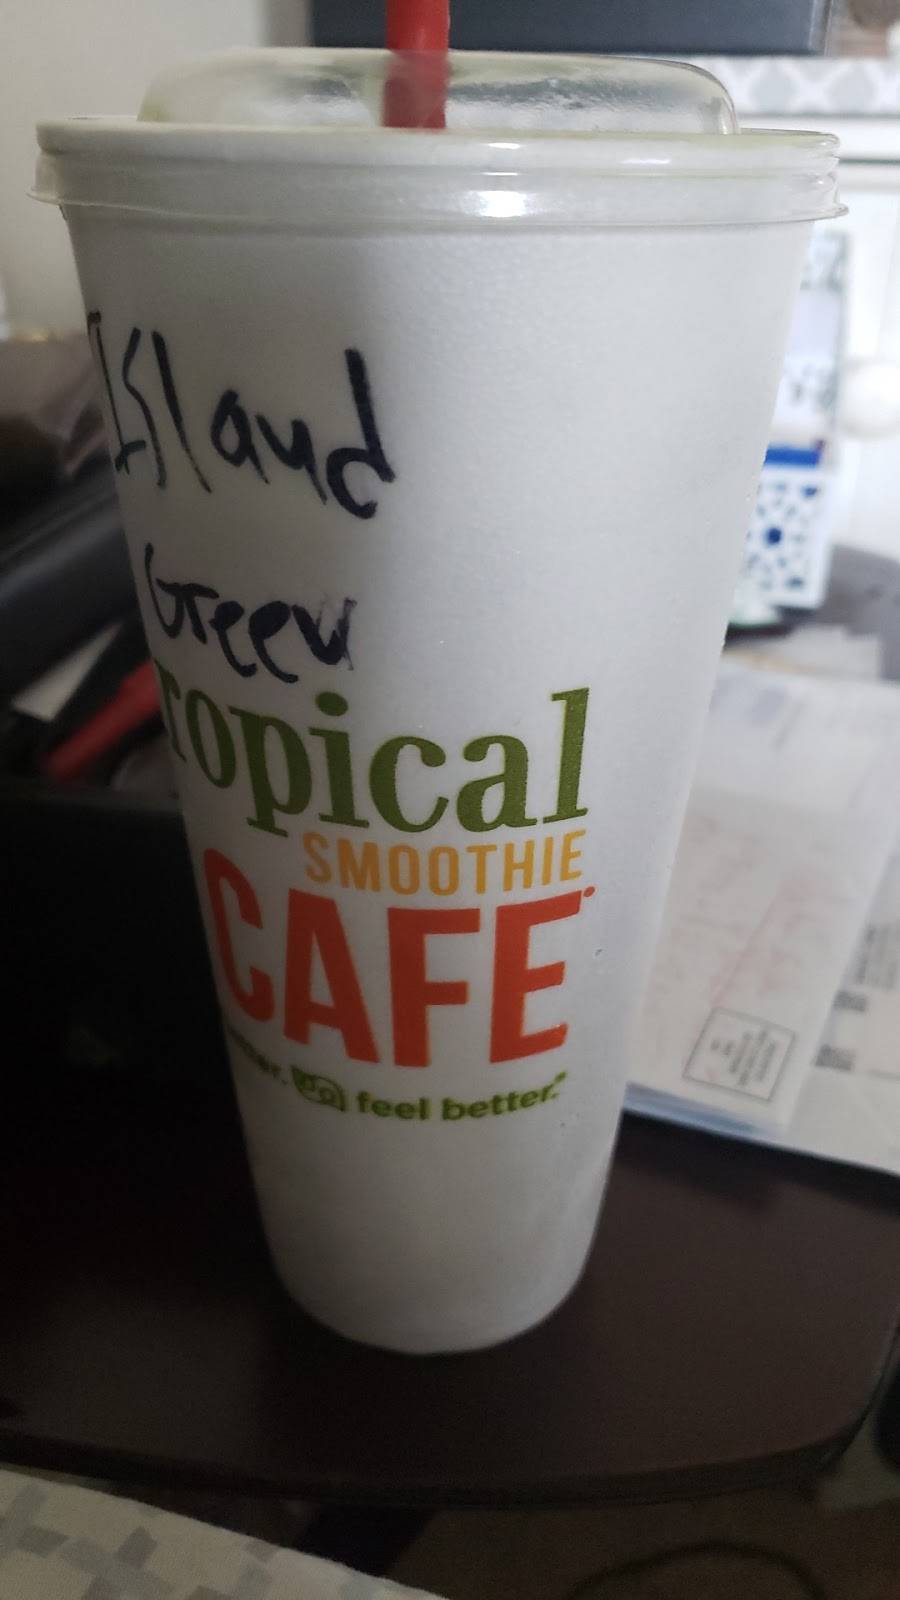 Island
Green
ropical
SMOOTHIE
CAFE
feel better.